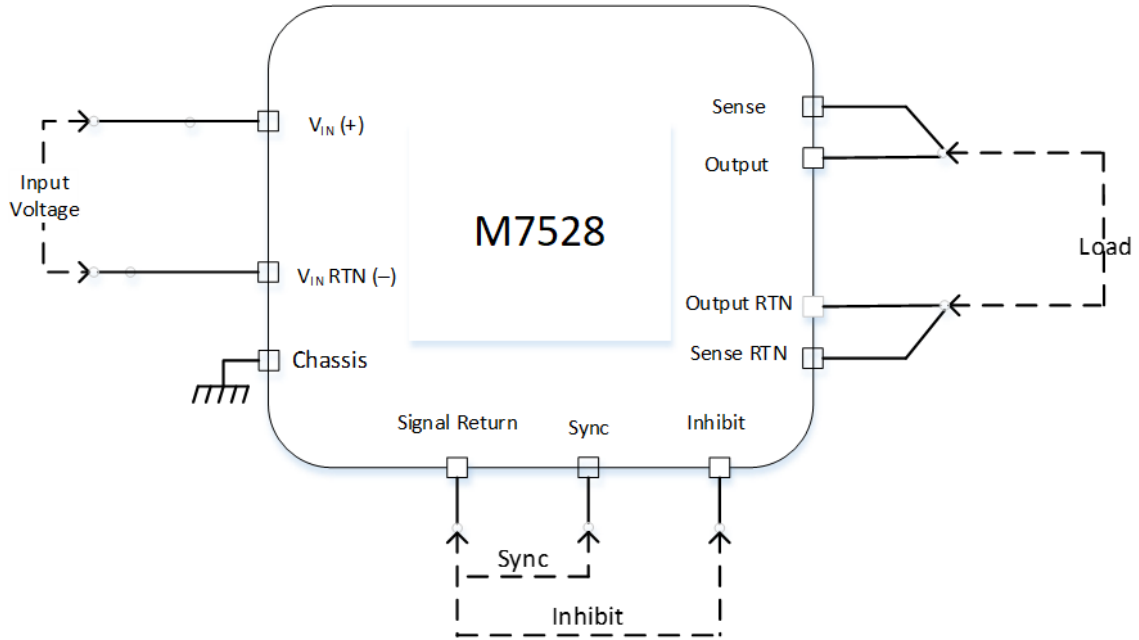 V_IN (+)
Sense
Output
Input
Voltage
M7528
Load
V_IN RTN (–)
Output RTN
Chassis
Sense RTN
Signal Return
Sync
Inhibit
Sync
Inhibit